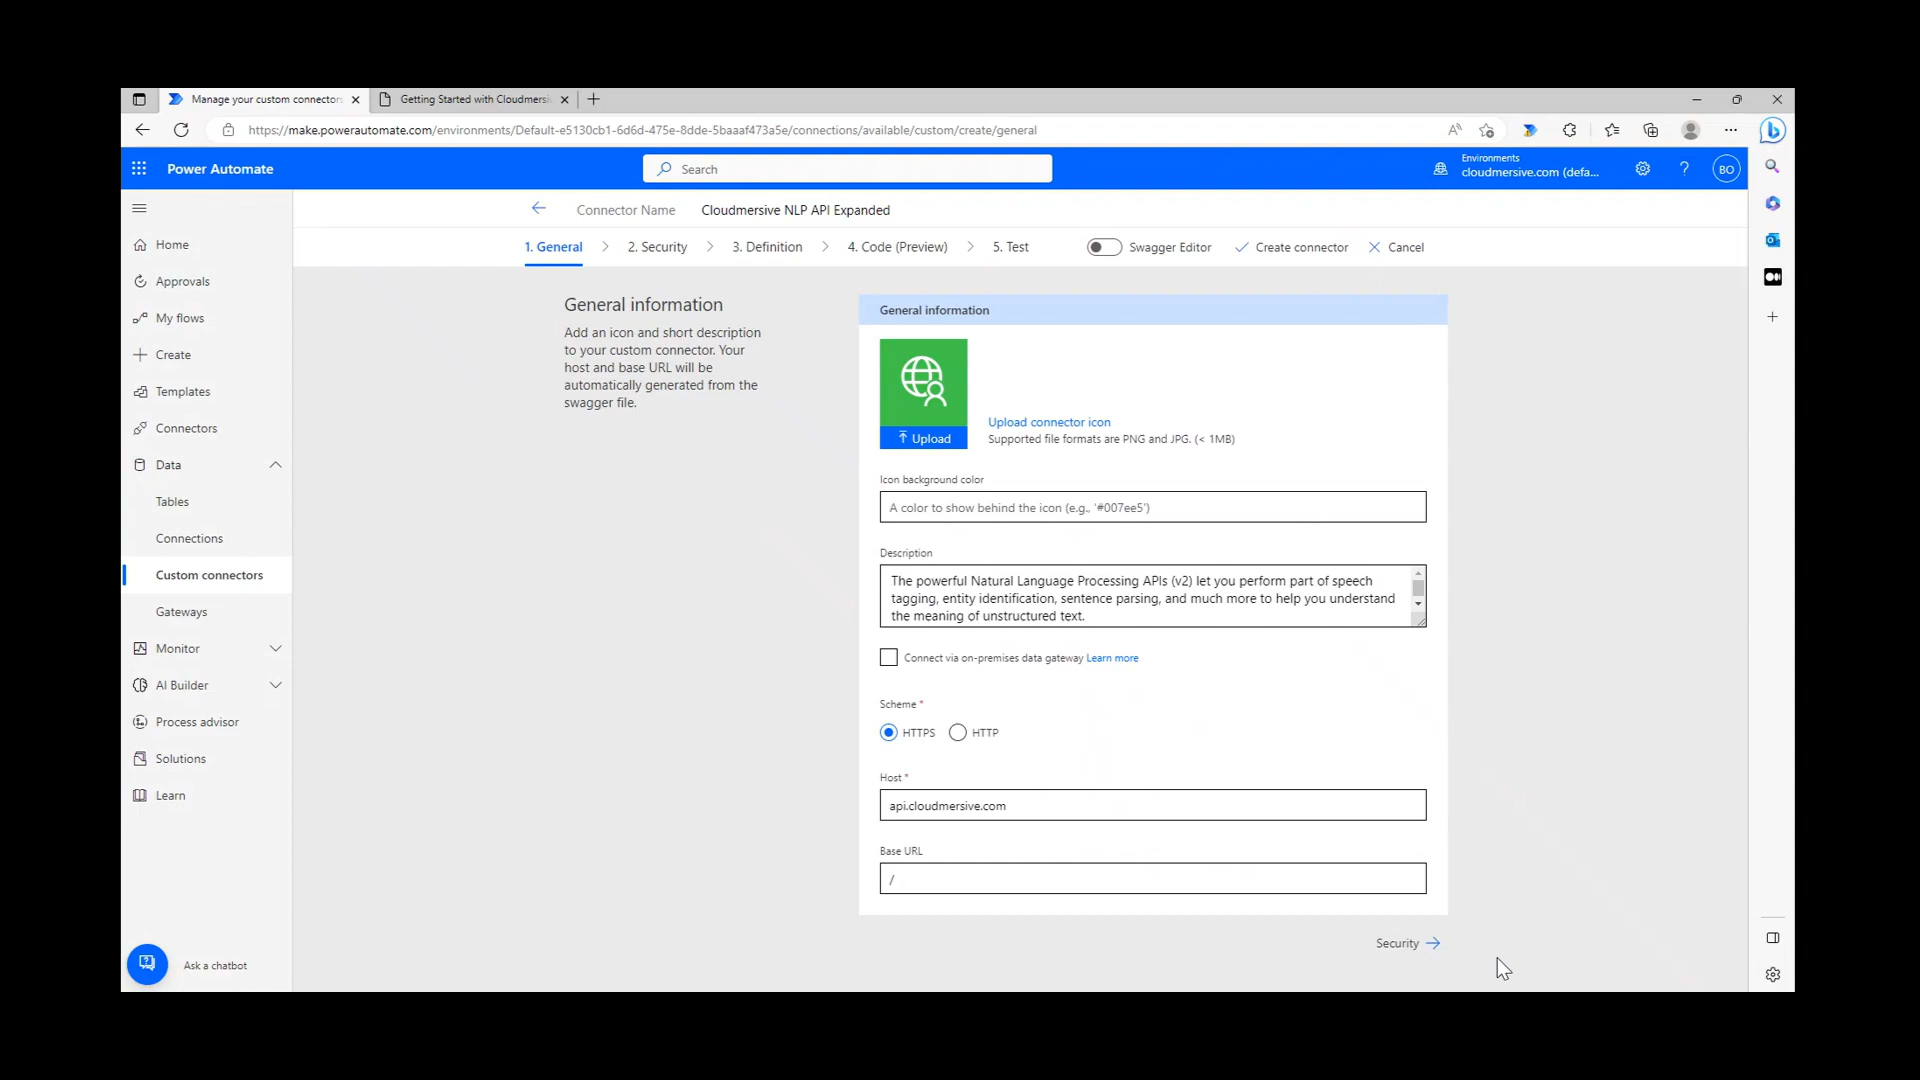 Manage your custom connectors
Getting Started with Cloudmersi
https://make.powerautomate.com/environments/Default-e5130cb1-6d6d-475e-8dde-5baaaf473a5e/connections/available/custom/create/general
Power Automate
Search
Environments
cloudmersive.com (defa...
?
BO
Connector Name
Cloudmersive NLP API Expanded
1. General
2. Security
3. Definition
4. Code (Preview)
5. Test
Swagger Editor
Create connector
Cancel
Home
Approvals
My flows
Create
Templates
Connectors
Data
Tables
Connections
Custom connectors
Gateways
Monitor
AI Builder
Process advisor
Solutions
Learn
Ask a chatbot
General information
Add an icon and short description
to your custom connector. Your
host and base URL will be
automatically generated from the
swagger file.
General information
Upload
Upload connector icon
Supported file formats are PNG and JPG. (< 1MB)
Icon background color
A color to show behind the icon (e.g., '#007ee5')
Description
The powerful Natural Language Processing APIs (v2) let you perform part of speech
tagging, entity identification, sentence parsing, and much more to help you understand
the meaning of unstructured text.
Connect via on-premises data gateway Learn more
Scheme *
HTTPS
HTTP
Host *
api.cloudmersive.com
Base URL
/
Security